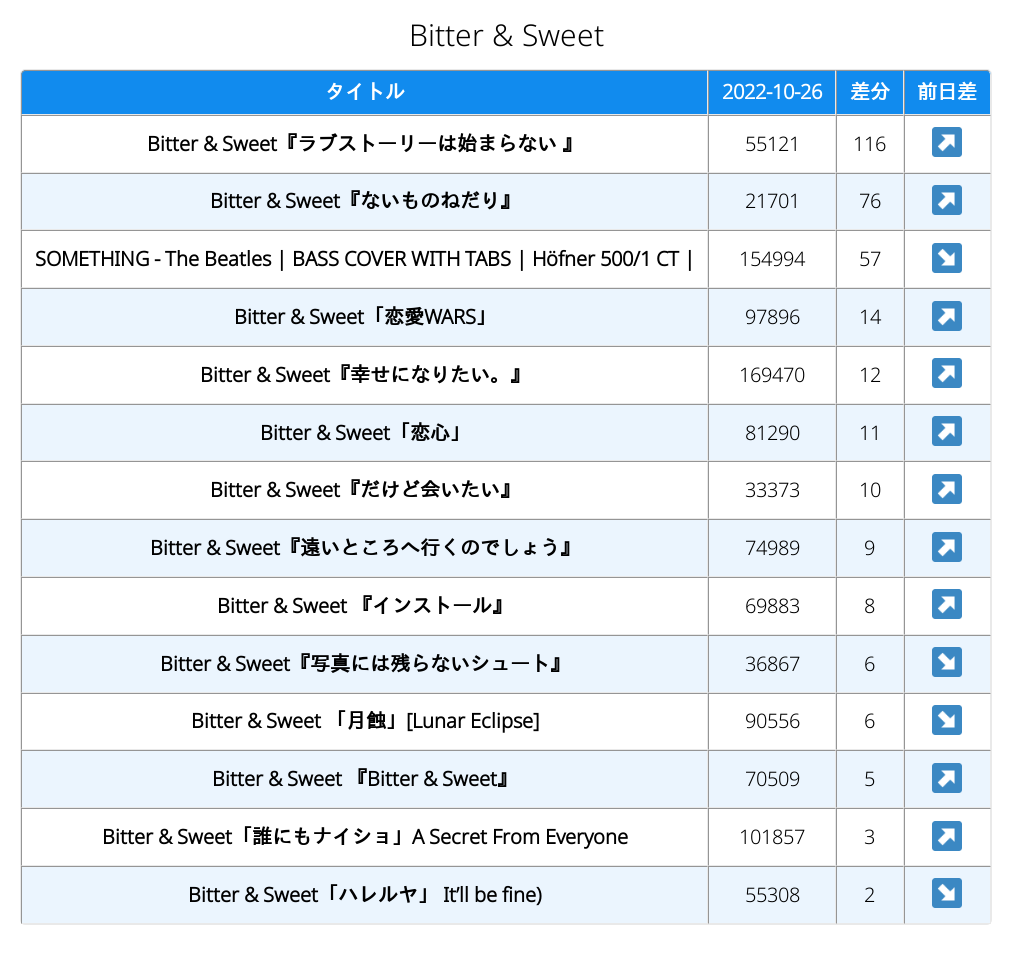 Bitter & Sweet
タイトル 2022-10-26 差分 前日差
Bitter & Sweet『ラブストーリーは始まらない 』 55121 116 ↗
Bitter & Sweet『ないものねだり』 21701 76 ↗
SOMETHING - The Beatles | BASS COVER WITH TABS | Höfner 500/1 CT | 154994 57 ↘
Bitter & Sweet「恋愛WARS」 97896 14 ↗
Bitter & Sweet『幸せになりたい。』 169470 12 ↗
Bitter & Sweet「恋心」 81290 11 ↗
Bitter & Sweet『だけど会いたい』 33373 10 ↗
Bitter & Sweet『遠いところへ行くのでしょう』 74989 9 ↗
Bitter & Sweet 『インストール』 69883 8 ↗
Bitter & Sweet『写真には残らないシュート』 36867 6 ↘
Bitter & Sweet 「月蝕」[Lunar Eclipse] 90556 6 ↘
Bitter & Sweet 『Bitter & Sweet』 70509 5 ↗
Bitter & Sweet「誰にもナイショ」A Secret From Everyone 101857 3 ↗
Bitter & Sweet「ハレルヤ」 It’ll be fine) 55308 2 ↘